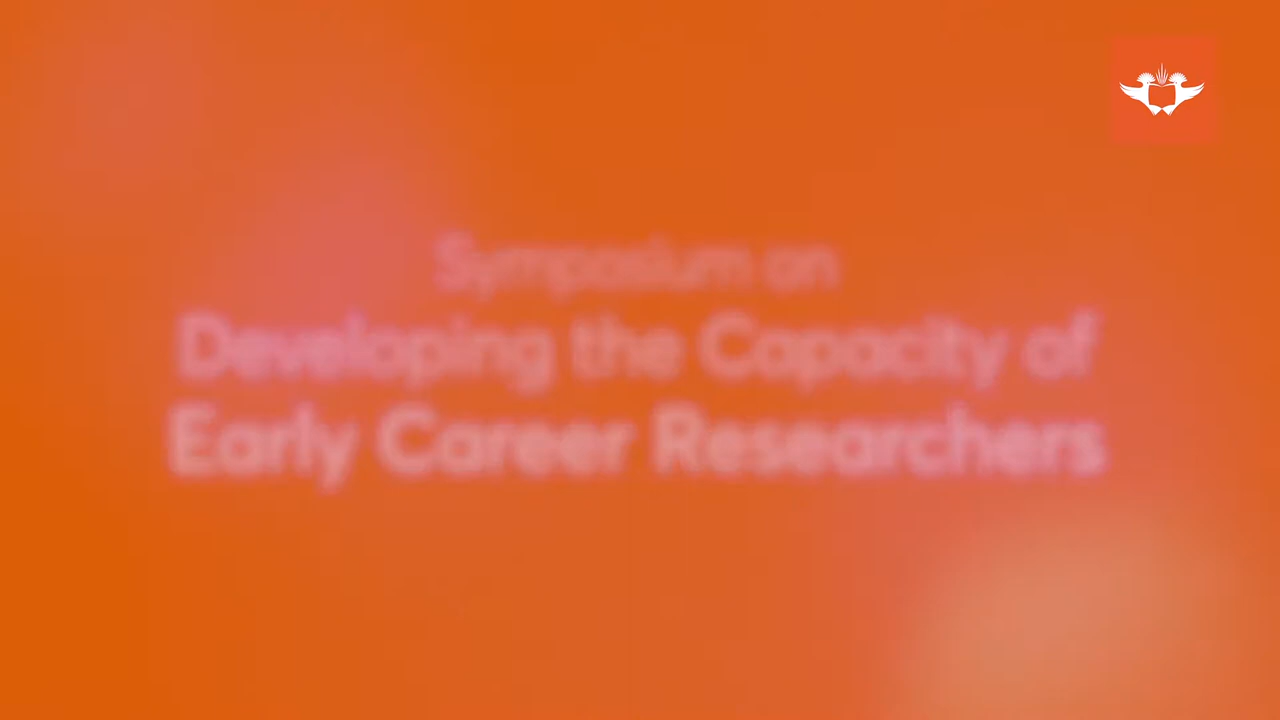 Symposium on
Developing the Capacity of
Early Career Researchers